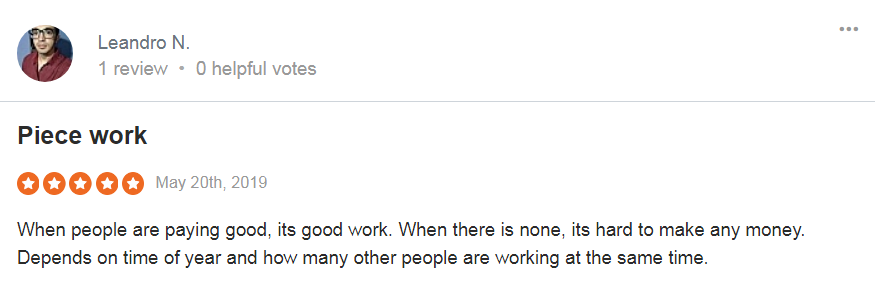 Leandro N.
1 review • 0 helpful votes
Piece work
May 20th, 2019
When people are paying good, its good work. When there is none, its hard to make any money.
Depends on time of year and how many other people are working at the same time.